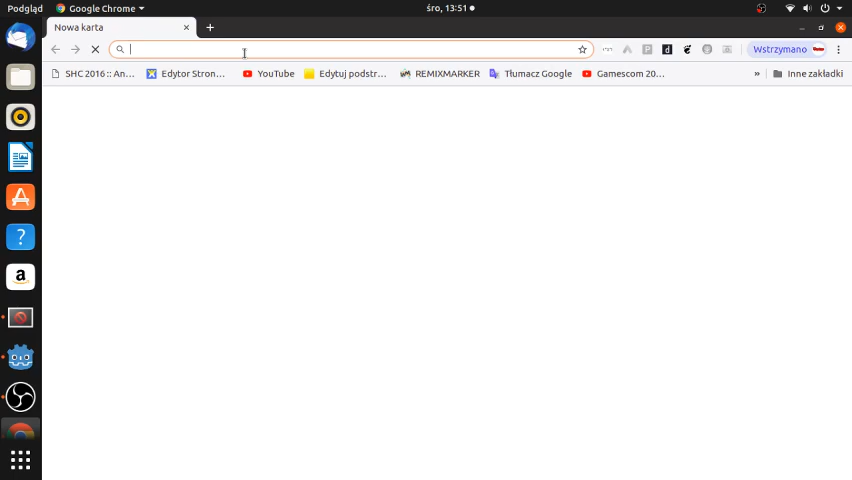 Podgląd Google Chrome śro, 13:51
Nowa karta
SHC 2016 :: An... Edytor Stron... YouTube Edytuj podstr... REMIXMARKER Tłumacz Google Gamescom 20... » Inne zakładki
Wstrzymano